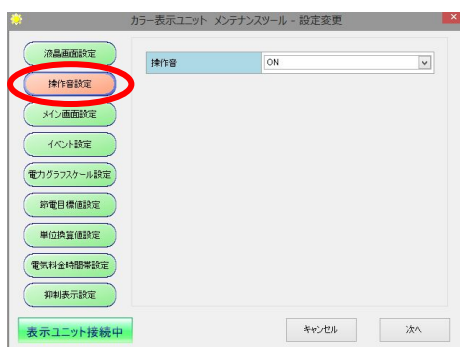 カラー表示ユニット メンテナンスツール - 設定変更
液晶画面設定
操作音 ON
操作音設定
メイン画面設定
イベント設定
電力グラフスケール設定
節電目標値設定
単位換算値設定
電気料金時間帯設定
抑制表示設定
表示ユニット接続中
キャンセル
次へ